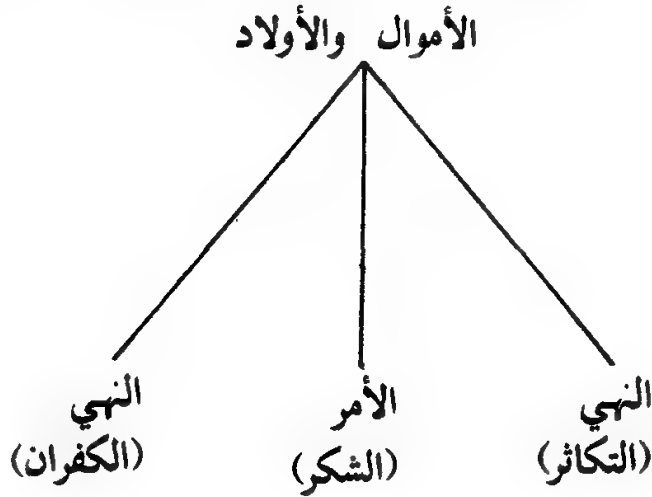 الأموال والأولاد
النهي الأمر النهي
(التكاثر) (الشكر) (الكفران)